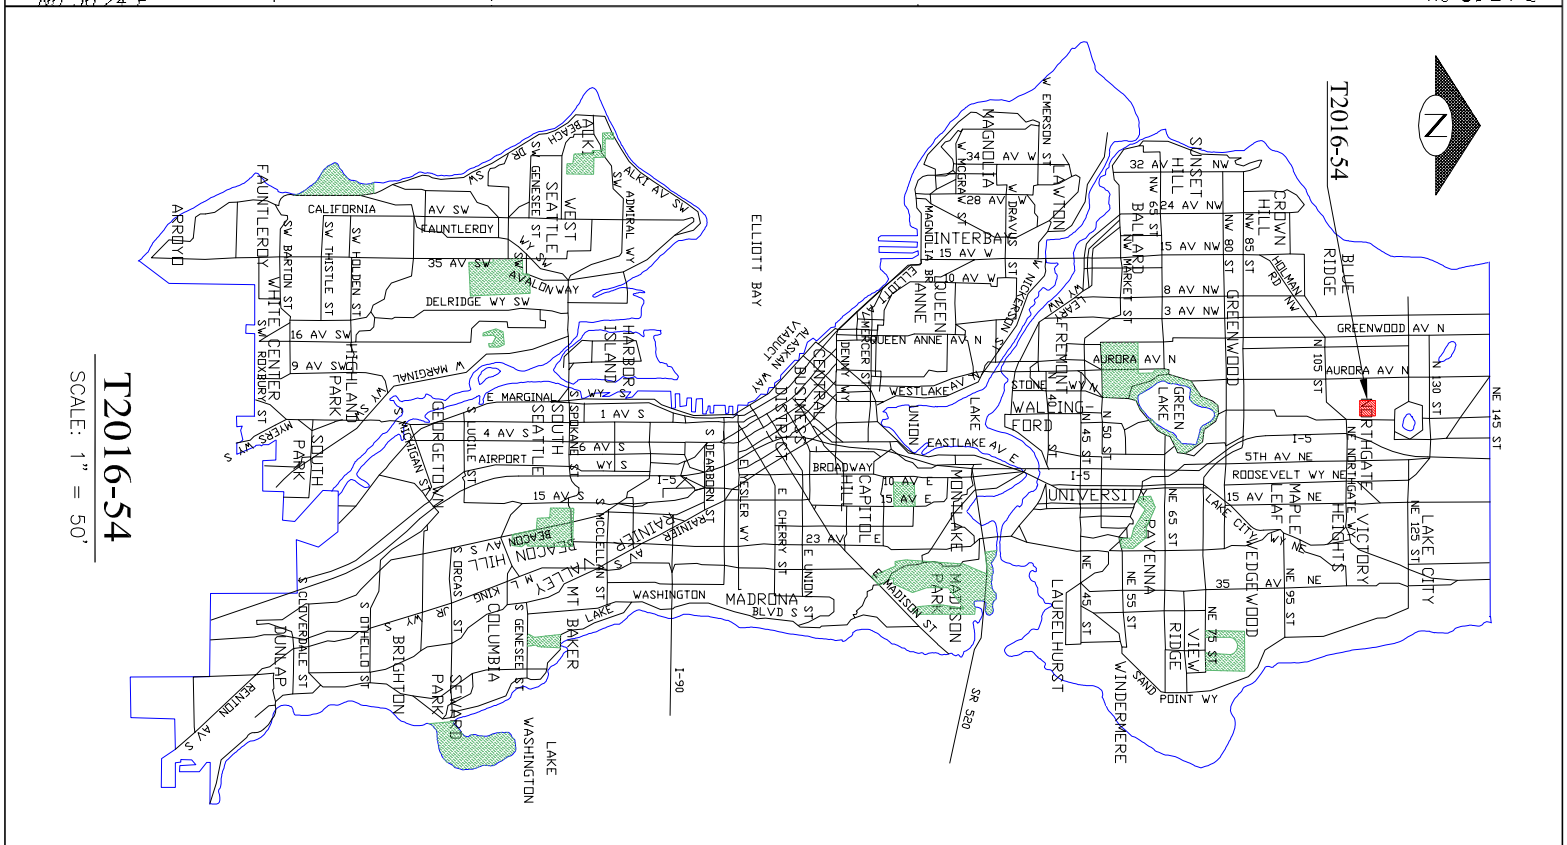 T2016-54
N
T2016-54
SCALE: 1" = 50'
W EMERSON ST
MAGNOLIA
34 AV W
W MCGRAW ST
28 AV W
W DRAVUS ST
LAWTON
MAGNOLIA BR
INTERBAY
15 AV W
10 AV W
W NICKERSON ST
QUEEN
ANNE
ELLIOTT AV
MERCER ST
QUEEN ANNE AV N
DENNY WY
WESTLAKE AV N
LAKE
UNION
EASTLAKE AV E
SUNSET
HILL
32 AV NW
NW 65 ST
24 AV NW
BALLARD
CROWN
HILL
NW 85 ST
NW 80 ST
15 AV NW
HOLMAN RD NW
BLUE
RIDGE
N MARKET ST
8 AV NW
3 AV NW
LEARY WY NW
FREMONT
GREENWOOD
GREENWOOD AV N
N 105 ST
AURORA AV N
AURORA AV N
N 130 ST
NE 145 ST
STONE WY N
WALLING-
FORD
N 45 ST
N 50 ST
GREEN
LAKE
I-5
NE NORTHGATE WY
5TH AV NE
ROOSEVELT WY NE
I-5
UNIVERSITY
15 AV NE
MAPLE
LEAF
LAKE CITY WY NE
NE 65 ST
RAVENNA
VICTORY
HEIGHTS
NE 125 ST
LAKE CITY
WEDGEWOOD
35 AV NE
NE 95 ST
NE 45 ST
NE 55 ST
NE 75 ST
VIEW
RIDGE
LAURELHURST
WINDERMERE
SAND POINT WY
SR 520
ALKI
BEACH DR SW
ALKI AV SW
SW GENESEE ST
WEST
SEATTLE
SW ADMIRAL WY
CALIFORNIA AV SW
FAUNTLEROY WY SW
FAUNTLEROY
ARROYO
SW BARTON ST
SW THISTLE ST
SW HOLDEN ST
35 AV SW
AVALON WAY
DELRIDGE WY SW
WHITE CENTER
16 AV SW
9 AV SW
HIGHLAND
PARK
SW ROXBURY ST
W MARGINAL WY S
HARBOR
ISLAND
ELLIOTT BAY
ALASKAN WAY
VIADUCT
CENTRAL
BUSINESS
DISTRICT
MYERS WY S
SOUTH
PARK
S MICHIGAN ST
GEORGETOWN
E MARGINAL WY S
SOUTH
SEATTLE
S SPOKANE ST
S LUCILE ST
1 AV S
4 AV S
6 AV S
AIRPORT WY S
15 AV S
I-5
S DEARBORN ST
E YESLER WY
E CHERRY ST
E UNION ST
BROADWAY
CAPITOL
HILL
10 AV E
15 AV E
23 AV E
MONTLAKE
MADISON
PARK
E MADISON ST
MADRONA
LAKE WASHINGTON BLVD S
BEACON
HILL
BEACON AV S
S MCCLELLAN ST
RAINIER
VALLEY
RAINIER AV S
M L KING JR WY S
S ORCAS ST
COLUMBIA
S GENESEE ST
MT
BAKER
S CLOVERDALE ST
DUNLAP
S OTHELLO ST
BRIGHTON
SEWARD
PARK
RENTON AV S
I-90
LAKE
WASHINGTON